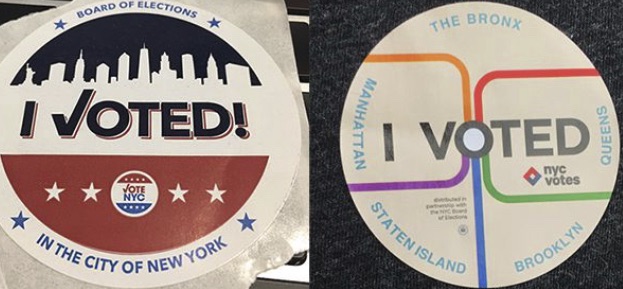 BOARD OF ELECTIONS
I VOTED!
VOTE
NYC
IN THE CITY OF NEW YORK
THE BRONX
MANHATTAN
QUEENS
I VOTED
nyc
votes
distributed in
partnership with
the NYC Board
of Elections
STATEN ISLAND
BROOKLYN